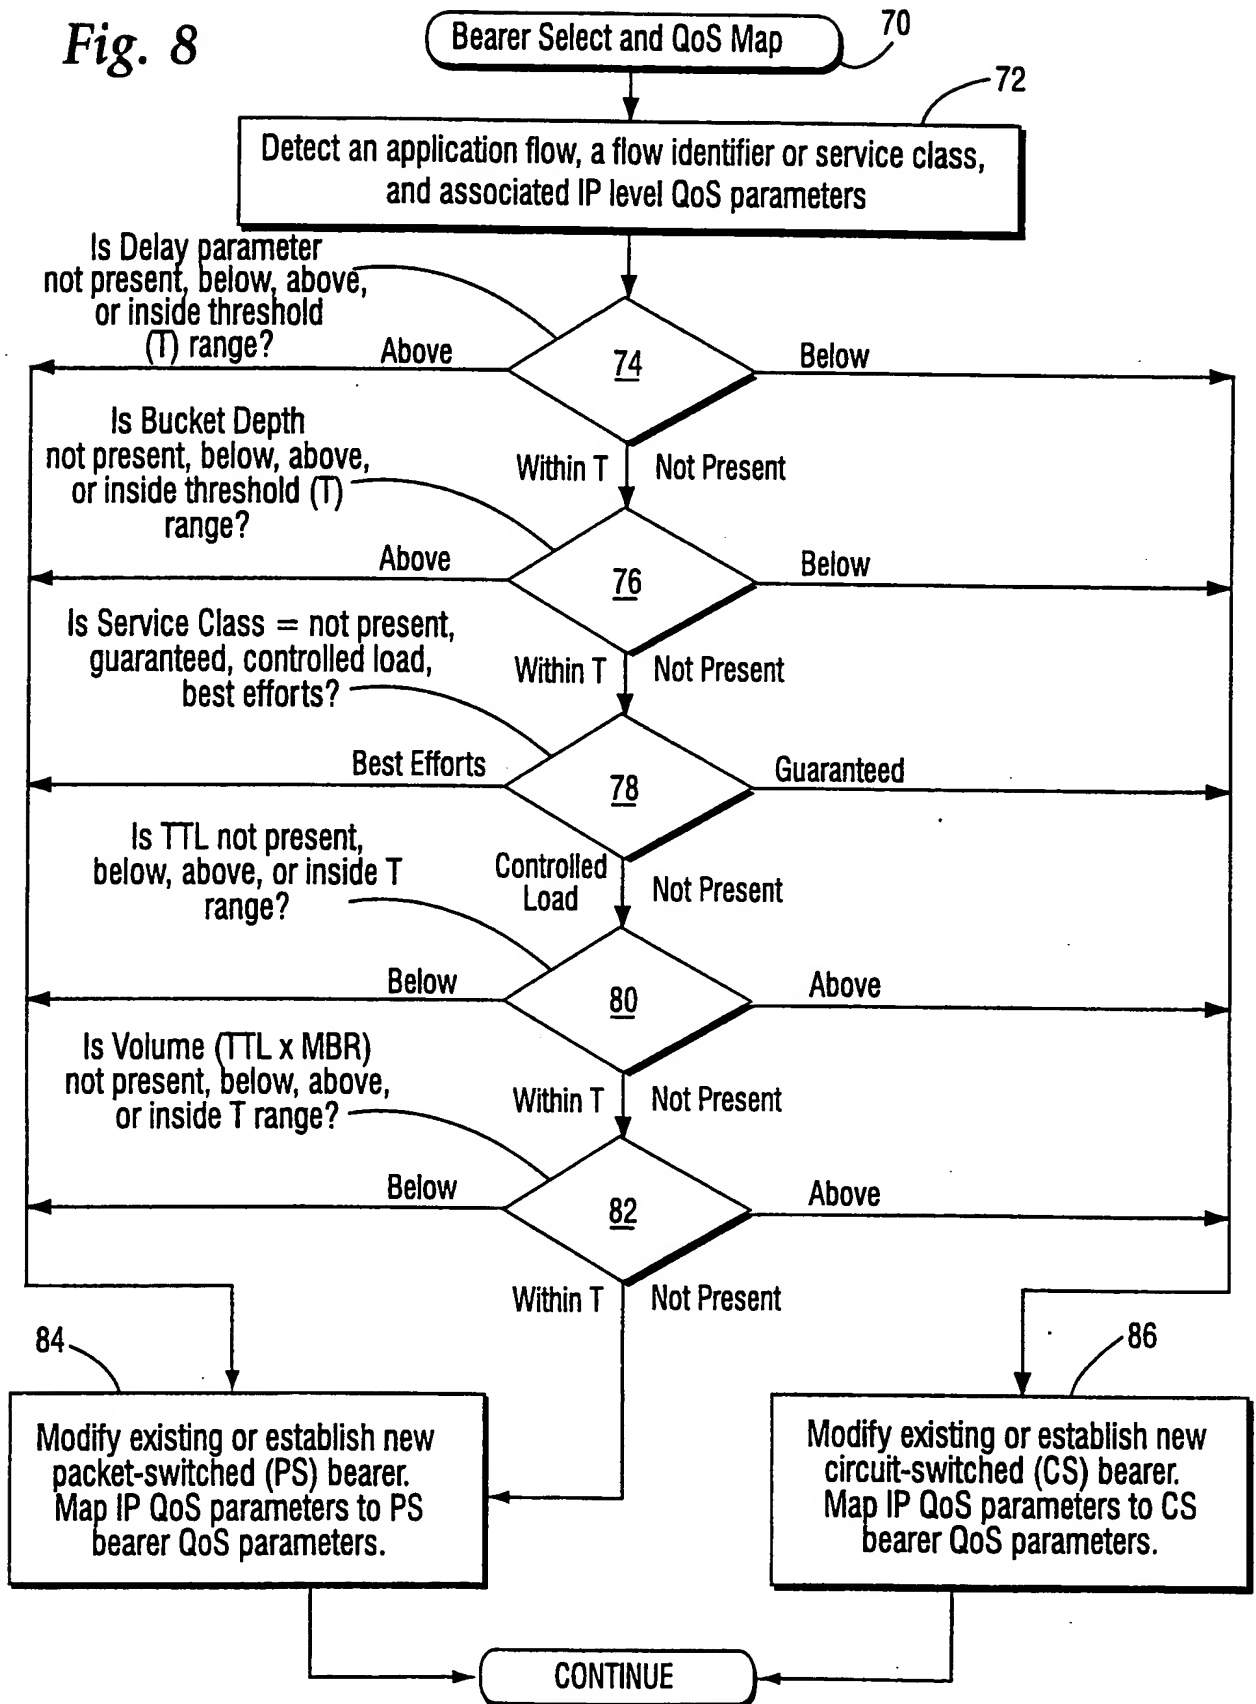 Fig. 8
Bearer Select and QoS Map
70
72
Detect an application flow, a flow identifier or service class,
and associated IP level QoS parameters
Is Delay parameter
not present, below, above,
or inside threshold
(T) range?
Above
74
Below
Within T
Not Present
Is Bucket Depth
not present, below, above,
or inside threshold (T)
range?
Above
76
Below
Within T
Not Present
Is Service Class = not present,
guaranteed, controlled load,
best efforts?
Best Efforts
78
Guaranteed
Controlled
Load
Not Present
Is TTL not present,
below, above, or inside T
range?
Below
80
Above
Within T
Not Present
Is Volume (TTL x MBR)
not present, below, above,
or inside T range?
Below
82
Above
Within T
Not Present
84
Modify existing or establish new
packet-switched (PS) bearer.
Map IP QoS parameters to PS
bearer QoS parameters.
86
Modify existing or establish new
circuit-switched (CS) bearer.
Map IP QoS parameters to CS
bearer QoS parameters.
CONTINUE